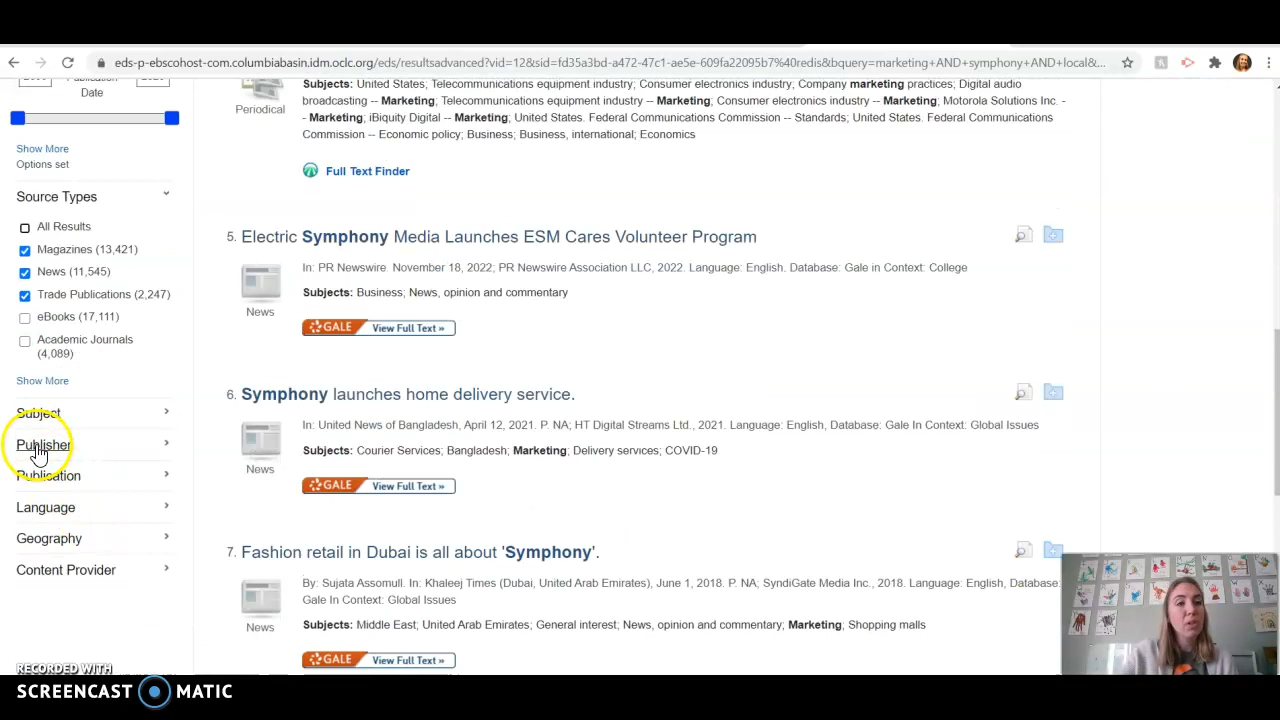 eds-p-ebscohost-com.columbiabasin.idm.oclc.org/eds/resultsadvanced?vid=12&sid=fd35a3bd-a472-47c1-ae5e-609fa22095b7%40redis&bquery=marketing+AND+symphony+AND+local&...
Publication
Date
Show More
Options set
Source Types
All Results
Magazines (13,421)
News (11,545)
Trade Publications (2,247)
eBooks (17,111)
Academic Journals
(4,089)
Show More
Subject
Publisher
Publication
Language
Geography
Content Provider
Periodical
Subjects: United States; Telecommunications equipment industry; Consumer electronics industry; Company marketing practices; Digital audio
broadcasting -- Marketing; Telecommunications equipment industry -- Marketing; Consumer electronics industry -- Marketing; Motorola Solutions Inc. -
- Marketing; iBiquity Digital -- Marketing; United States. Federal Communications Commission -- Standards; United States. Federal Communications
Commission -- Economic policy; Business; Business, international; Economics
Full Text Finder
5. Electric Symphony Media Launches ESM Cares Volunteer Program
In: PR Newswire. November 18, 2022; PR Newswire Association LLC, 2022. Language: English. Database: Gale in Context: College
News
Subjects: Business; News, opinion and commentary
GALE View Full Text »
6. Symphony launches home delivery service.
In: United News of Bangladesh, April 12, 2021. P. NA; HT Digital Streams Ltd., 2021. Language: English, Database: Gale In Context: Global Issues
News
Subjects: Courier Services; Bangladesh; Marketing; Delivery services; COVID-19
GALE View Full Text »
7. Fashion retail in Dubai is all about 'Symphony'.
By: Sujata Assomull. In: Khaleej Times (Dubai, United Arab Emirates), June 1, 2018. P. NA; SyndiGate Media Inc., 2018. Language: English, Database:
Gale In Context: Global Issues
News
Subjects: Middle East; United Arab Emirates; General interest; News, opinion and commentary; Marketing; Shopping malls
GALE View Full Text »
RECORDED WITH
SCREENCAST MATIC